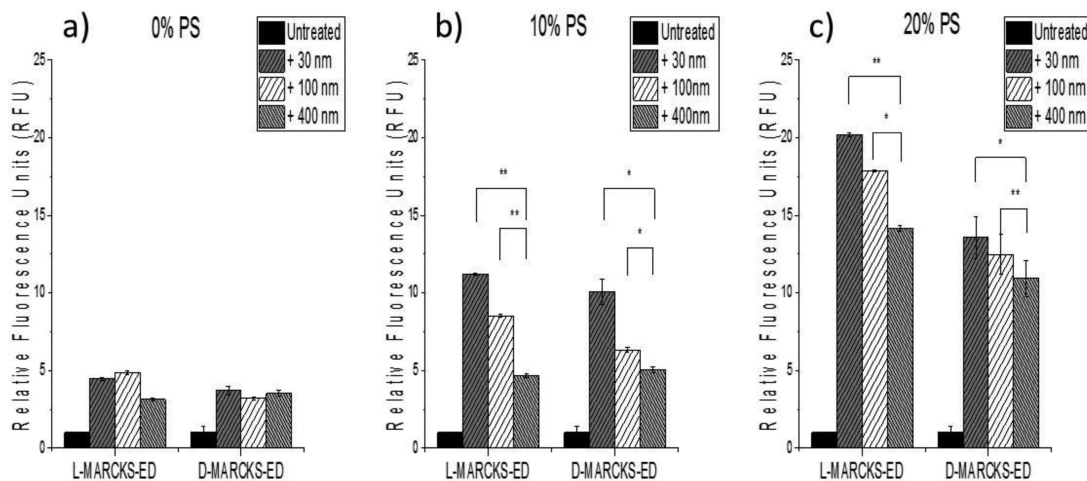 a) 0% PS
Relative Fluorescence Units (RFU)
25
20
15
10
5
0
Untreated
+ 30 nm
+ 100 nm
+ 400 nm
L-MARCKS-ED D-MARCKS-ED
b) 10% PS
Relative Fluorescence Units (RFU)
25
20
15
10
5
0
Untreated
+ 30 nm
+ 100nm
+ 400nm
**
**
*
*
L-MARCKS-ED D-MARCKS-ED
c) 20% PS
Relative Fluorescence Units (RFU)
25
20
15
10
5
0
Untreated
+ 30 nm
+ 100 nm
+ 400 nm
**
*
*
**
L-MARCKS-ED D-MARCKS-ED